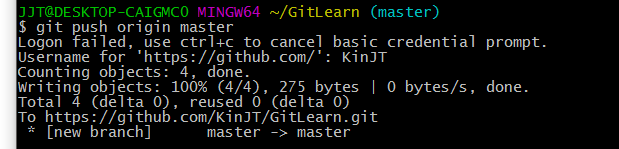 JJT@DESKTOP-CAIGMC0 MINGW64 ~/GitLearn (master)
$ git push origin master
Logon failed, use ctrl+c to cancel basic credential prompt.
Username for 'https://github.com/': KinJT
Counting objects: 4, done.
Writing objects: 100% (4/4), 275 bytes | 0 bytes/s, done.
Total 4 (delta 0), reused 0 (delta 0)
To https://github.com/KinJT/GitLearn.git
 * [new branch]      master -> master